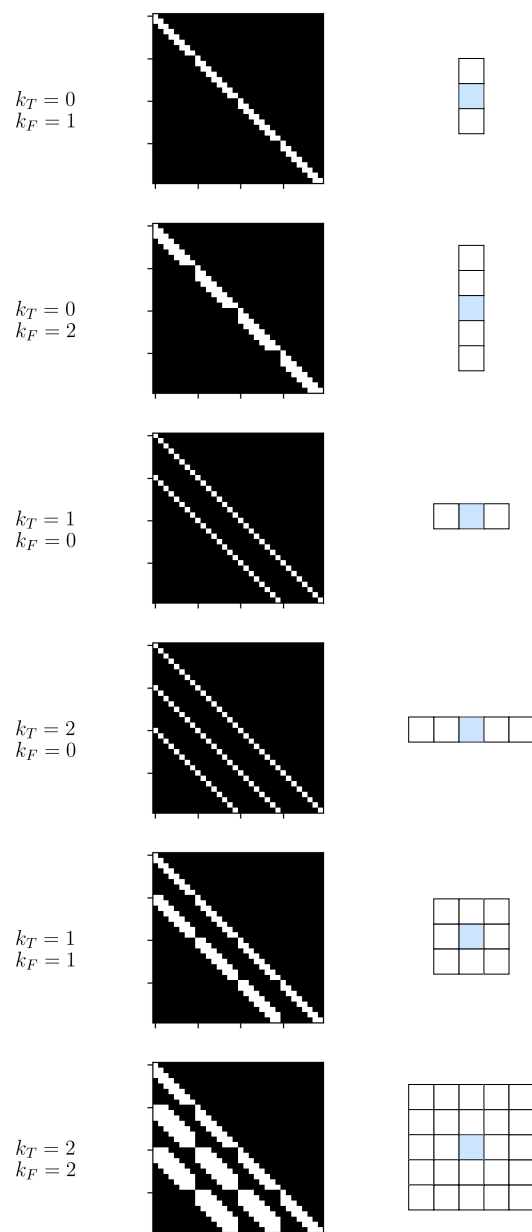 k_T = 0
k_F = 1
k_T = 0
k_F = 2
k_T = 1
k_F = 0
k_T = 2
k_F = 0
k_T = 1
k_F = 1
k_T = 2
k_F = 2